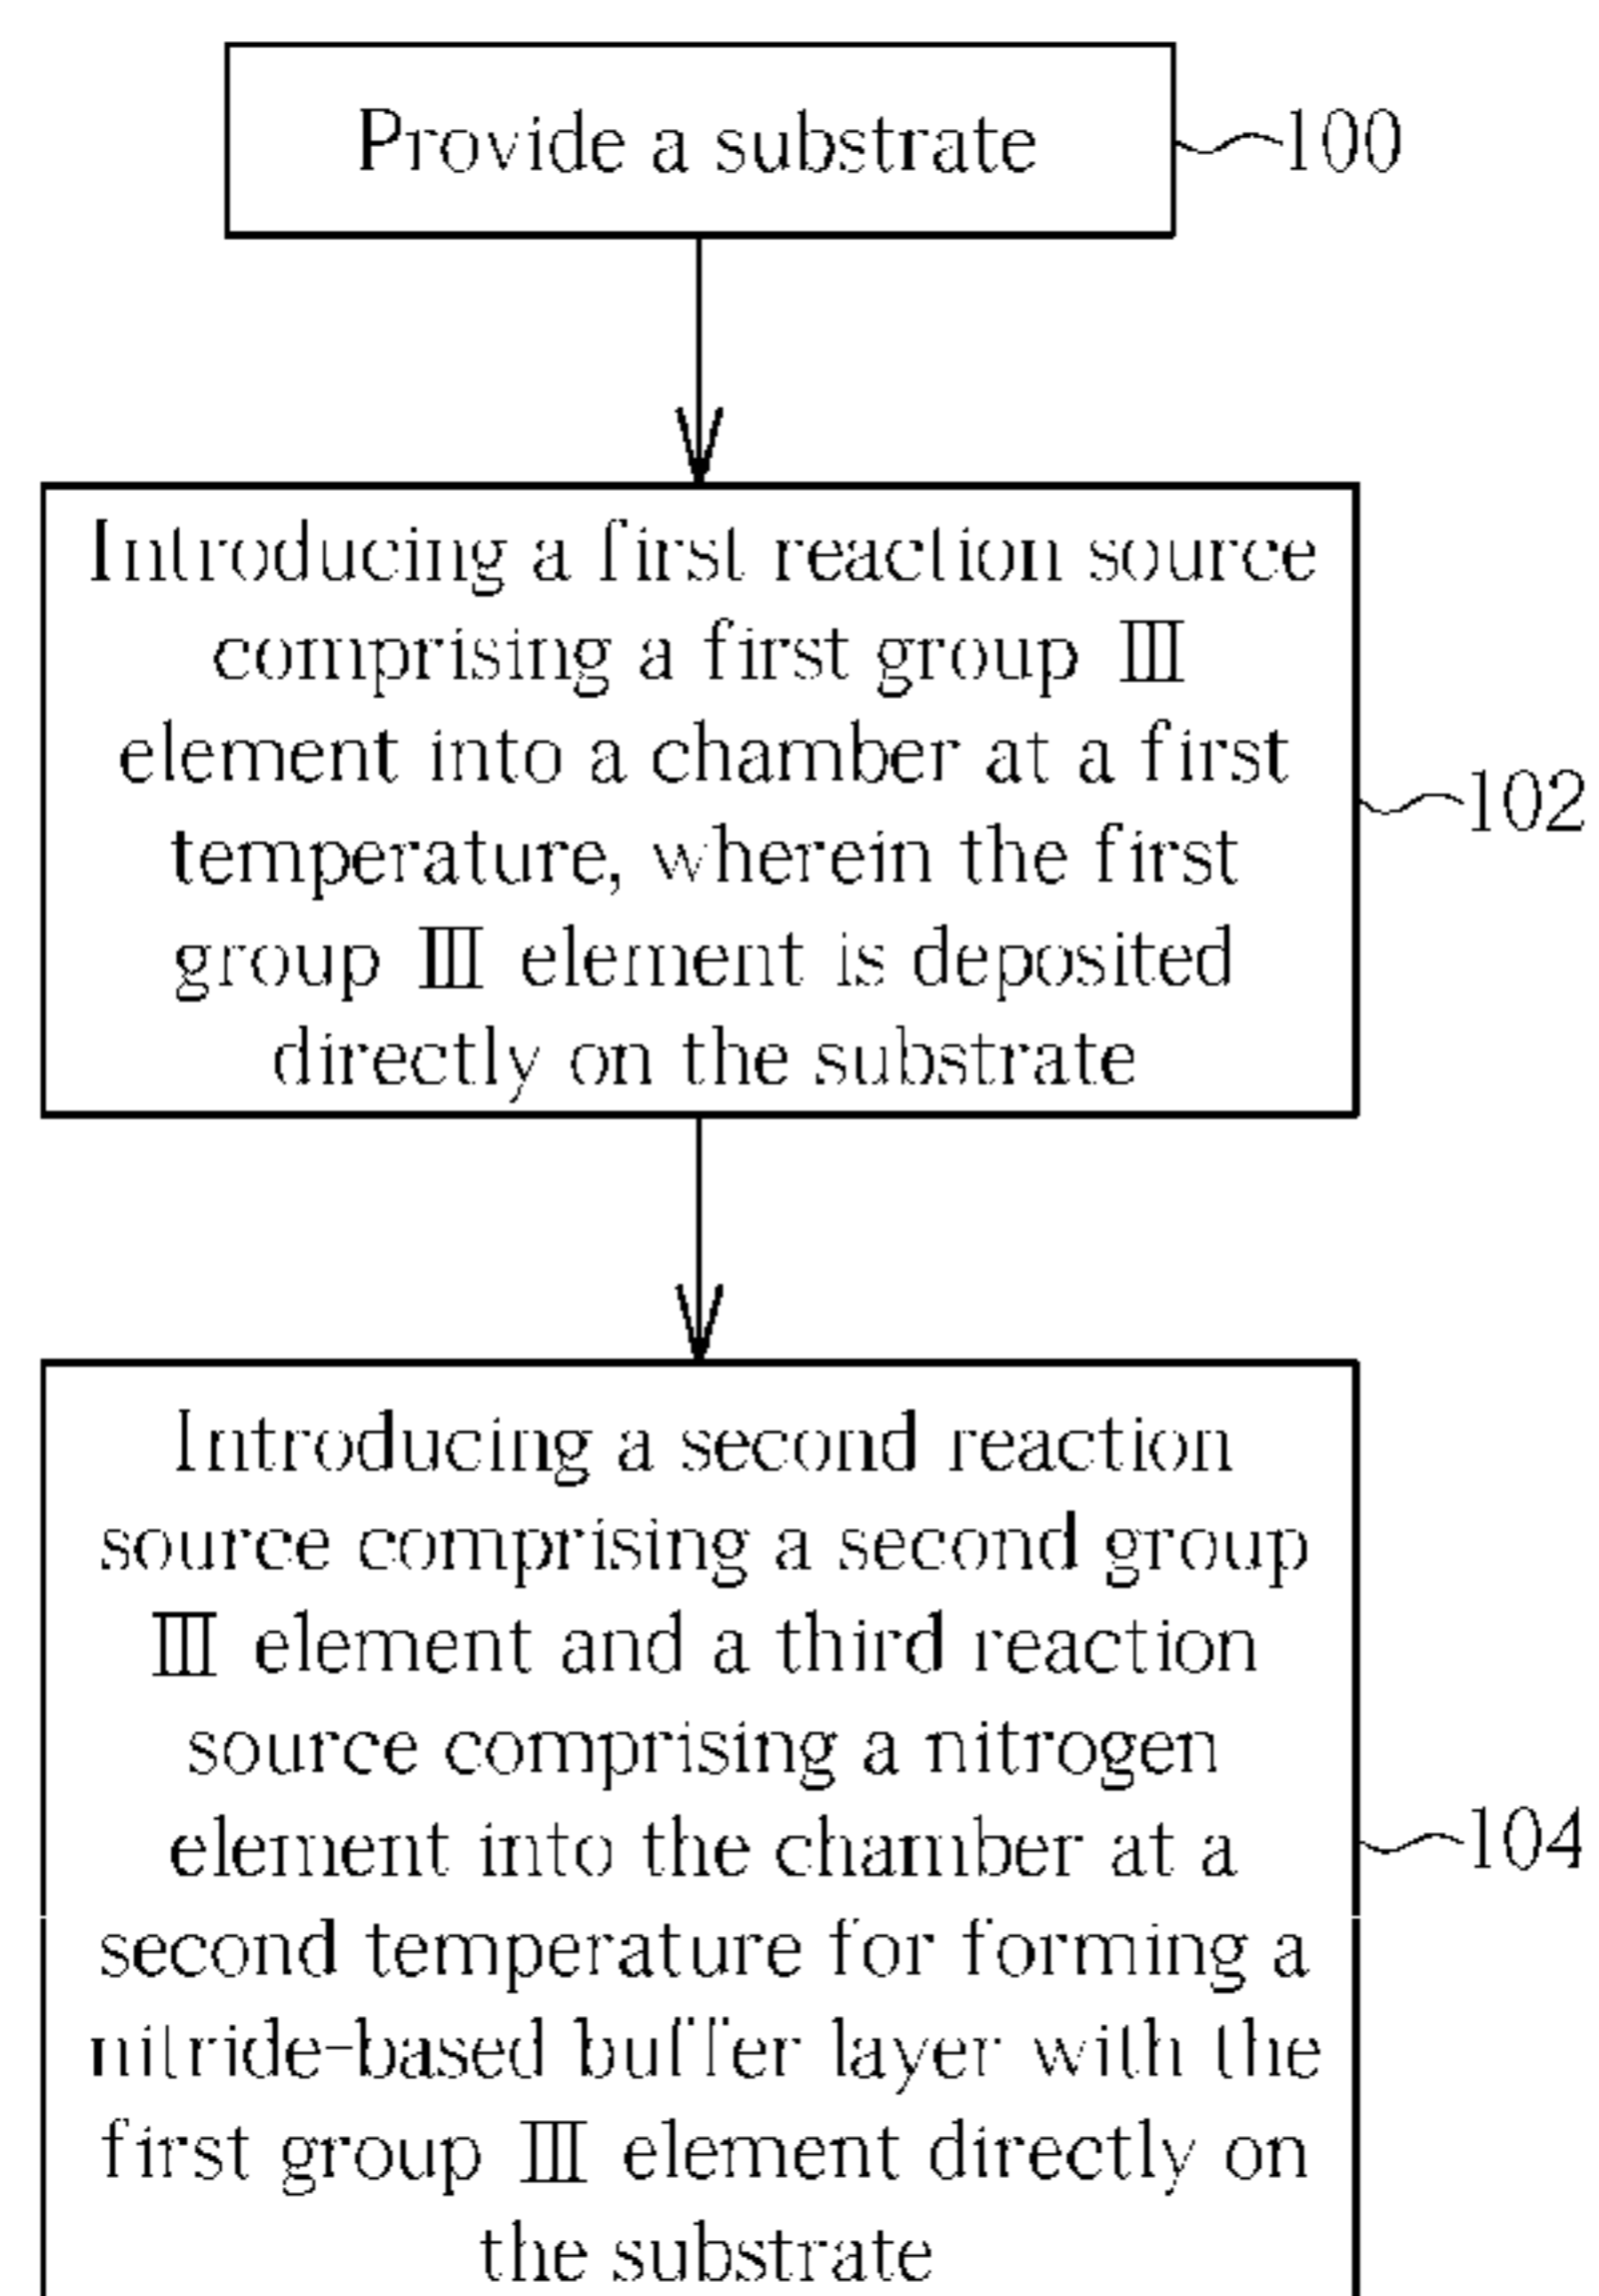 Provide a substrate
100
Introducing a first reaction source
comprising a first group III
element into a chamber at a first
temperature, wherein the first
group III element is deposited
directly on the substrate
102
Introducing a second reaction
source comprising a second group
III element and a third reaction
source comprising a nitrogen
element into the chamber at a
second temperature for forming a
nitride-based buffer layer with the
first group III element directly on
the substrate
104